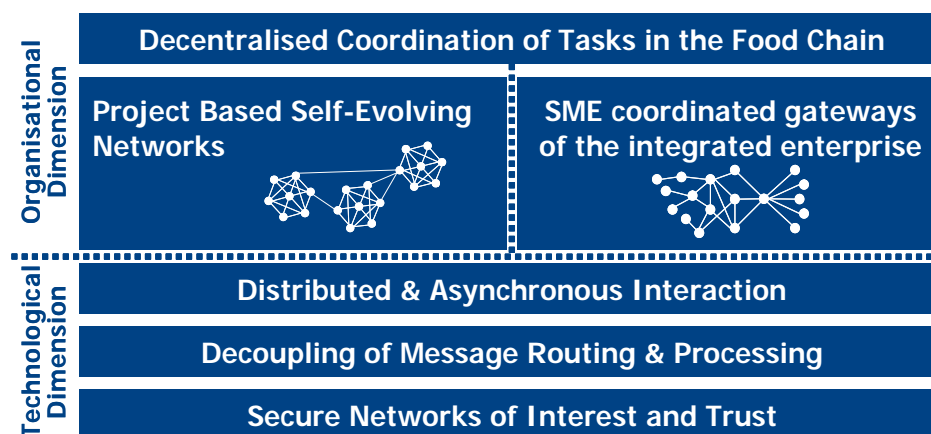 Organisational
Dimension
Decentralised Coordination of Tasks in the Food Chain
Project Based Self-Evolving
Networks
SME coordinated gateways
of the integrated enterprise
Technological
Dimension
Distributed & Asynchronous Interaction
Decoupling of Message Routing & Processing
Secure Networks of Interest and Trust